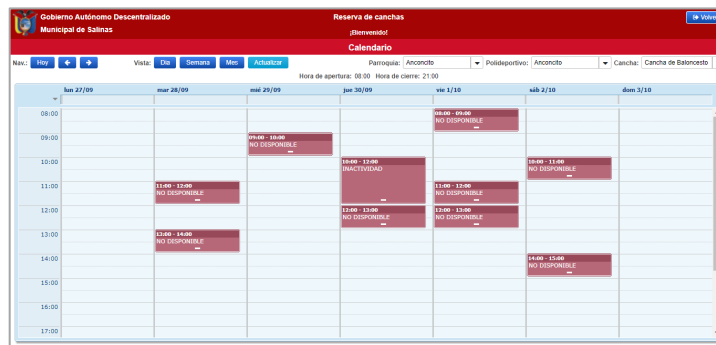 Gobierno Autónomo Descentralizado
Municipal de Salinas
Reserva de canchas
¡Bienvenido!
Volve
Calendario
Nav.: Hoy Vista: Dia Semana Mes Actualizar Parroquia: Anconcito Polideportivo: Anconcito Cancha: Cancha de Baloncesto
Hora de apertura: 08:00 Hora de cierre: 21:00
lun 27/09 mar 28/09 mié 29/09 jue 30/09 vie 1/10 sáb 2/10 dom 3/10
08:00
08:00 - 09:00
NO DISPONIBLE
09:00
09:00 - 10:00
NO DISPONIBLE
10:00
10:00 - 12:00
INACTIVIDAD
10:00 - 11:00
NO DISPONIBLE
11:00
11:00 - 12:00
NO DISPONIBLE
11:00 - 12:00
NO DISPONIBLE
12:00
12:00 - 13:00
NO DISPONIBLE
12:00 - 13:00
NO DISPONIBLE
13:00
13:00 - 14:00
NO DISPONIBLE
14:00
14:00 - 15:00
NO DISPONIBLE
15:00
16:00
17:00